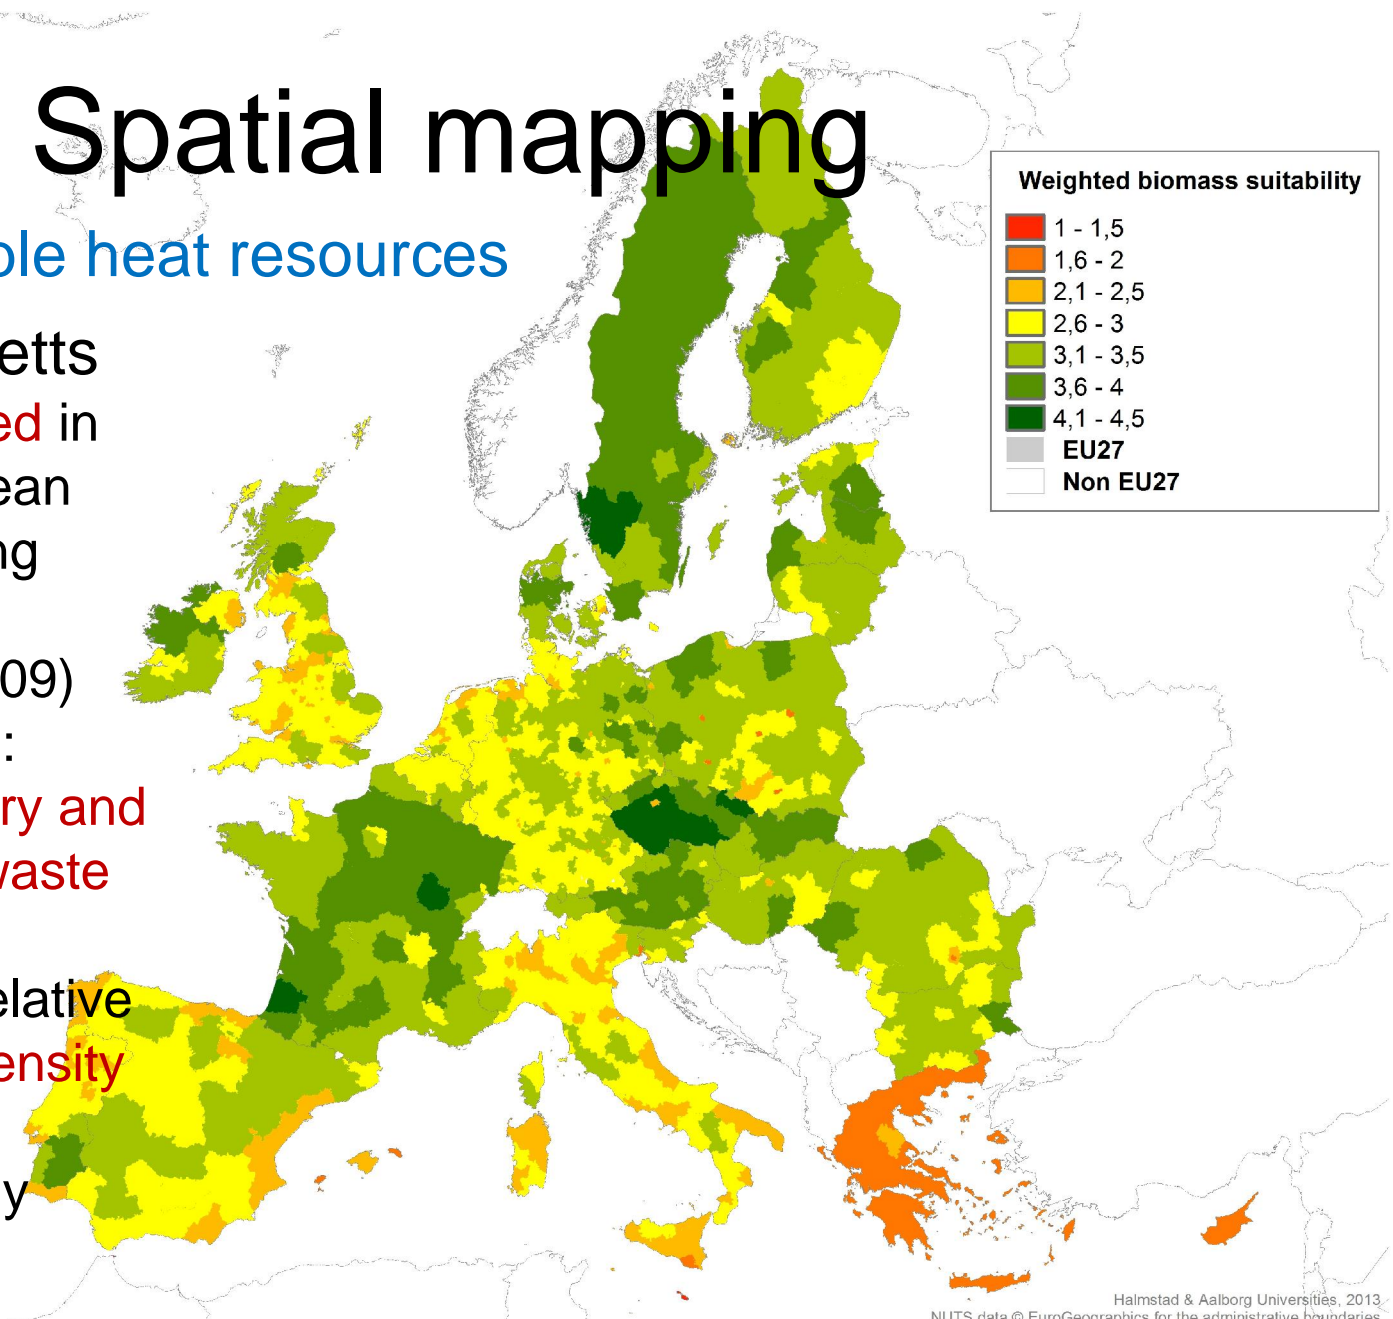 Spatial mapping
ble heat resources
etts
ed in
ean
ng
09)
:
ry and
waste
elative
ensity
y
Weighted biomass suitability
1 - 1,5
1,6 - 2
2,1 - 2,5
2,6 - 3
3,1 - 3,5
3,6 - 4
4,1 - 4,5
EU27
Non EU27
Halmstad & Aalborg Universities, 2013
NUTS data © EuroGeographics for the administrative boundaries